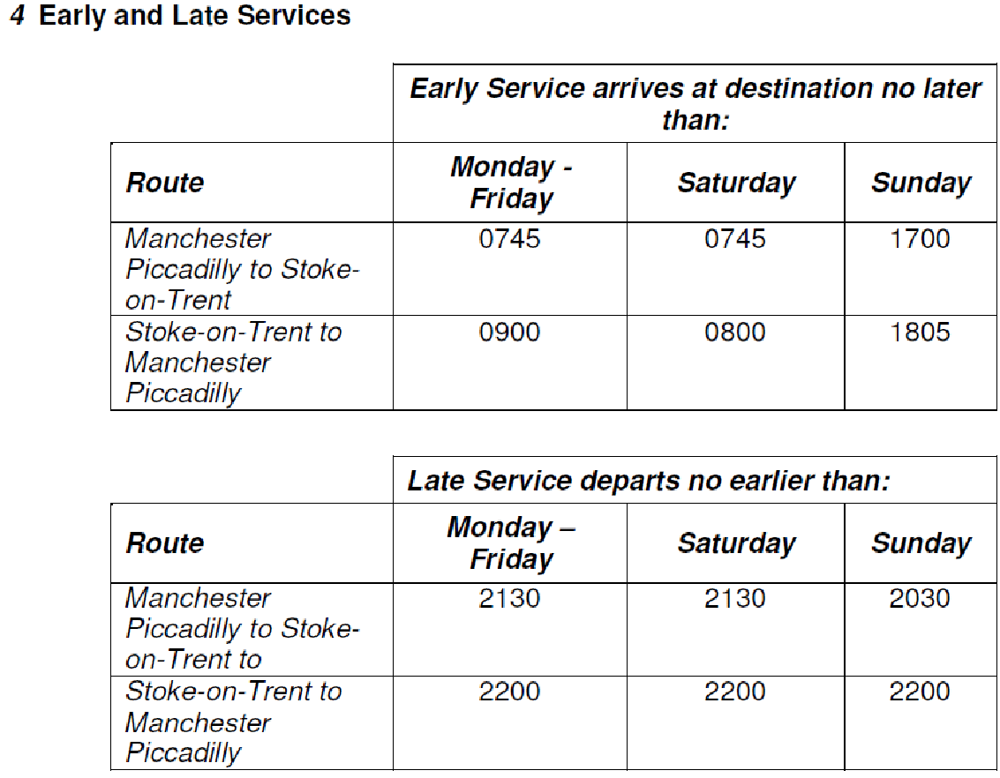 4 Early and Late Services
Early Service arrives at destination no later
than:
Route
Monday -
Friday
Saturday
Sunday
Manchester
Piccadilly to Stoke-
on-Trent
0745
0745
1700
Stoke-on-Trent to
Manchester
Piccadilly
0900
0800
1805
Late Service departs no earlier than:
Route
Monday –
Friday
Saturday
Sunday
Manchester
Piccadilly to Stoke-
on-Trent to
2130
2130
2030
Stoke-on-Trent to
Manchester
Piccadilly
2200
2200
2200